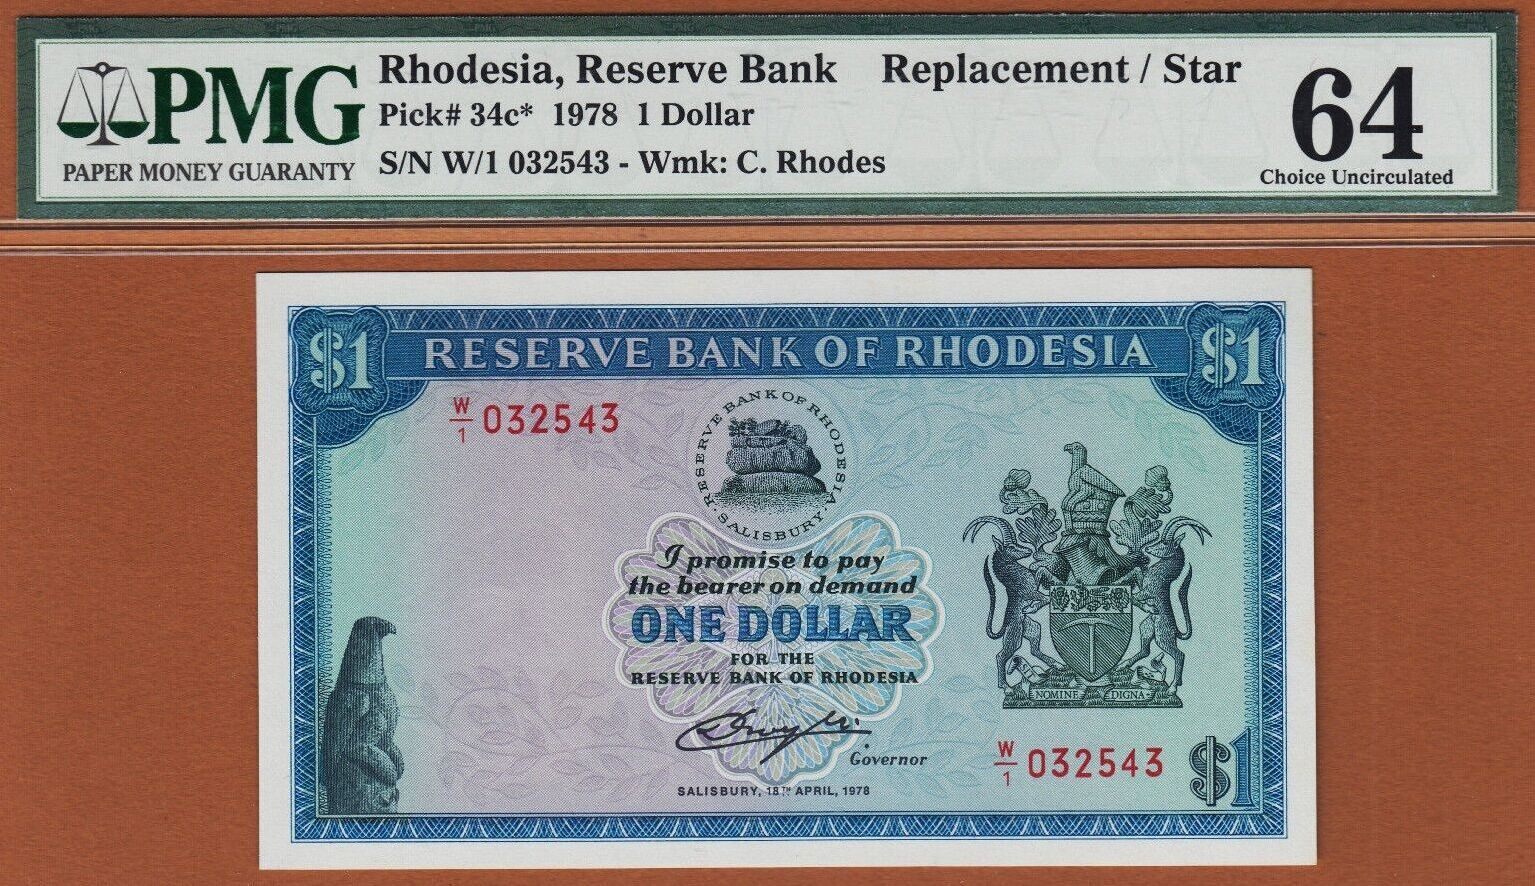 PMG
PAPER MONEY GUARANTY
Rhodesia, Reserve Bank Replacement / Star
Pick# 34c* 1978 1 Dollar
S/N W/1 032543 - Wmk: C. Rhodes
64
Choice Uncirculated
$1 RESERVE BANK OF RHODESIA $1
W/1 032543
RESERVE BANK OF RHODESIA
· SALISBURY ·
I promise to pay
the bearer on demand
ONE DOLLAR
FOR THE
RESERVE BANK OF RHODESIA
NOMINE DIGNA
Governor
W/1 032543 $1
SALISBURY, 18TH APRIL, 1978